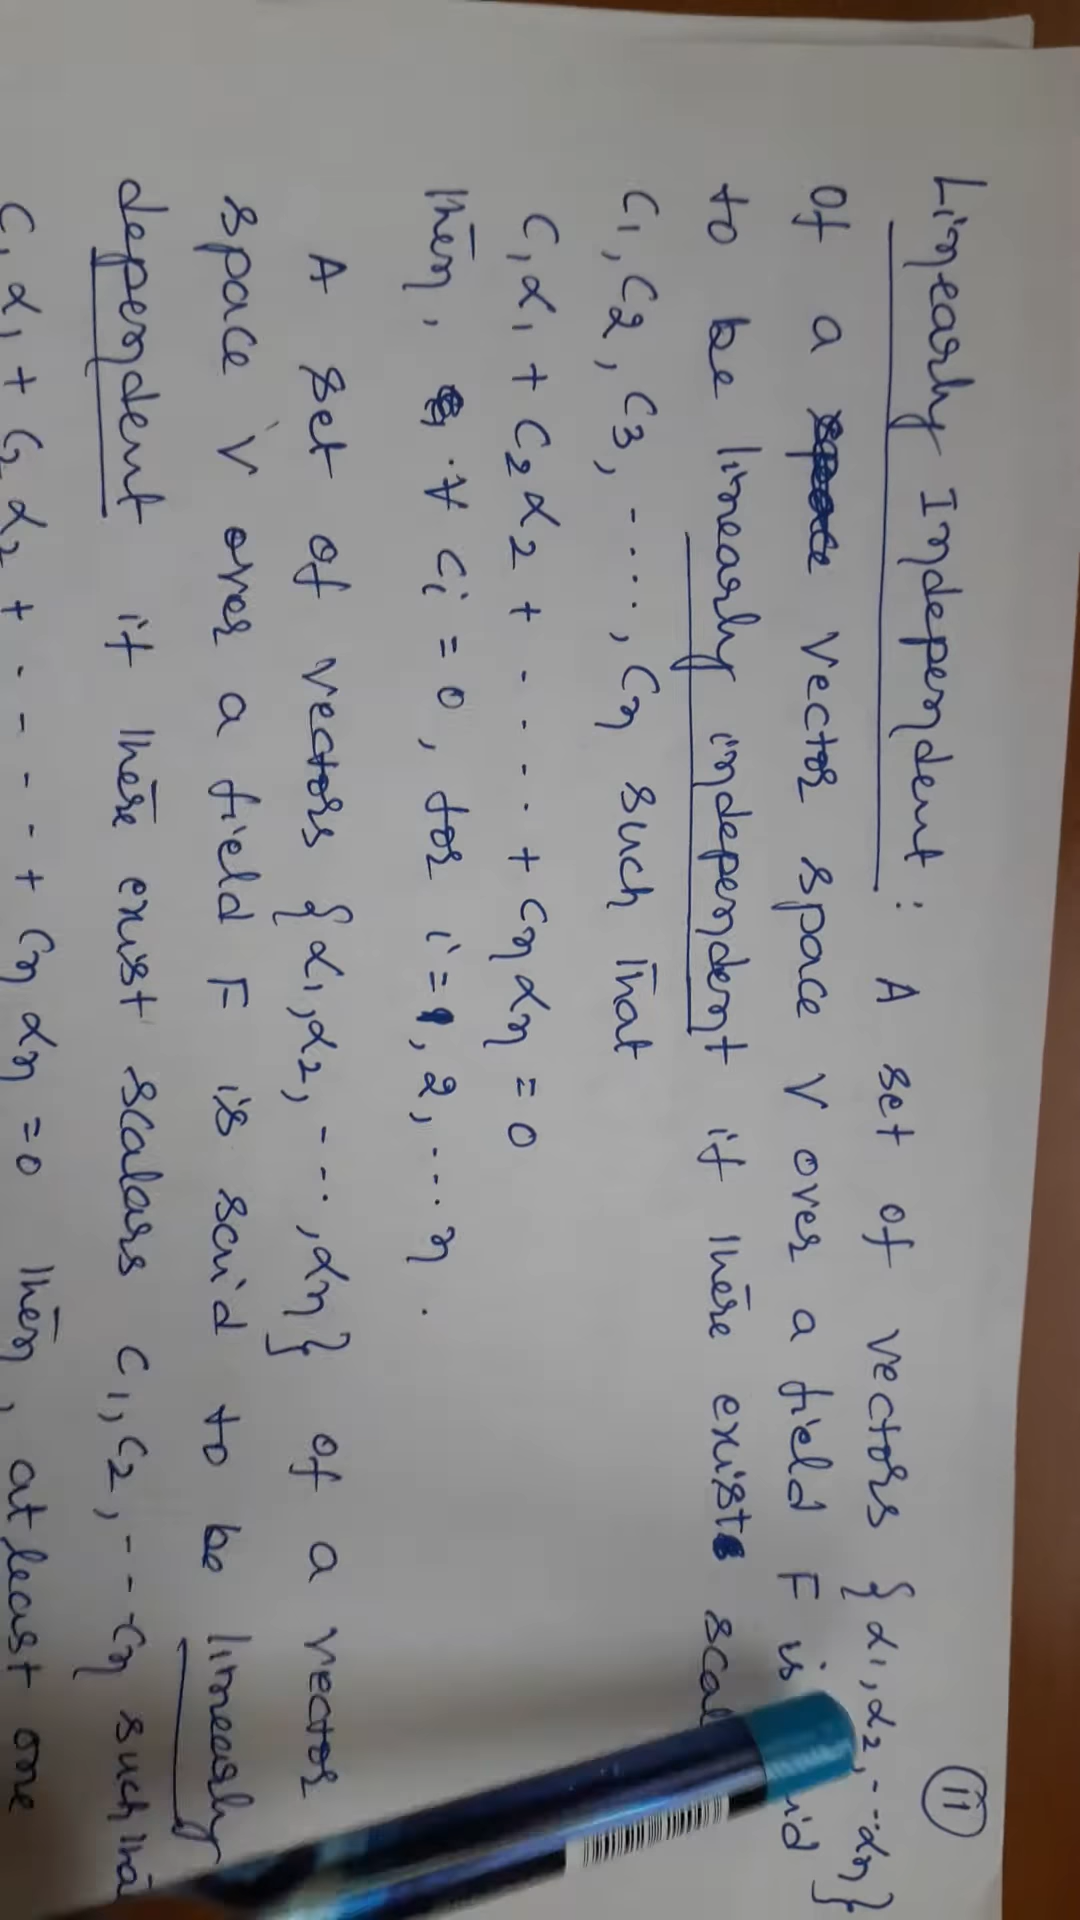 11
Linearly Independent : A set of vectors {α1, α2, --- αn}
of a vector space V over a field F is
to be linearly independent if there exists
c1, c2, c3, ----, cn such that
c1α1 + c2α2 + ---- + cnαn = 0
then, ∀ ci = 0, for i = 1, 2, --- n.
A set of vectors {α1, α2, ---, αn} of a vector
space V over a field F is said to be linearly
dependent if there exist scalars c1, c2, --- cn such
c1α1 + c2α2 + ---- + cnαn = 0 then, at least one